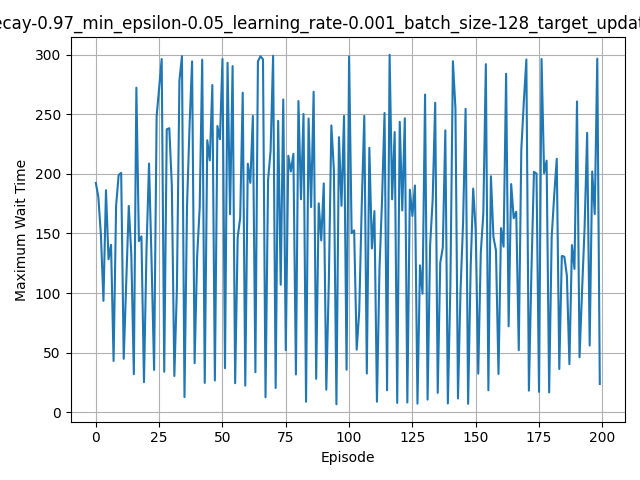 ecay-0.97_min_epsilon-0.05_learning_rate-0.001_batch_size-128_target_updat
300
250
200
150
100
50
0
Maximum Wait Time
0 25 50 75 100 125 150 175 200
Episode